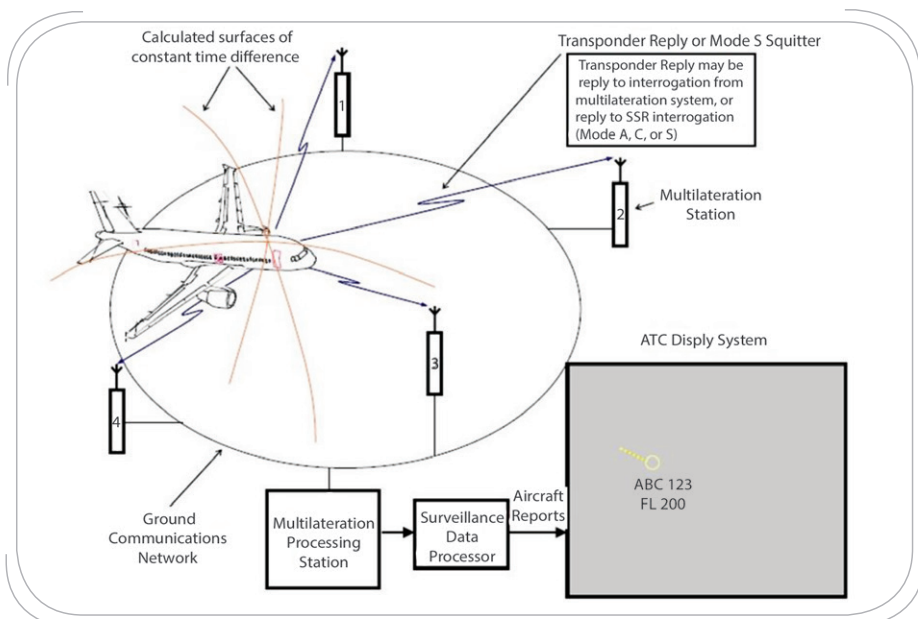 Calculated surfaces of
constant time difference
Transponder Reply or Mode S Squitter
Transponder Reply may be
reply to interrogation from
multilateration system, or
reply to SSR interrogation
(Mode A, C, or S)
1
2
Multilateration
Station
3
4
ATC Disply System
ABC 123
FL 200
Ground
Communications
Network
Multilateration
Processing
Station
Surveillance
Data
Processor
Aircraft
Reports